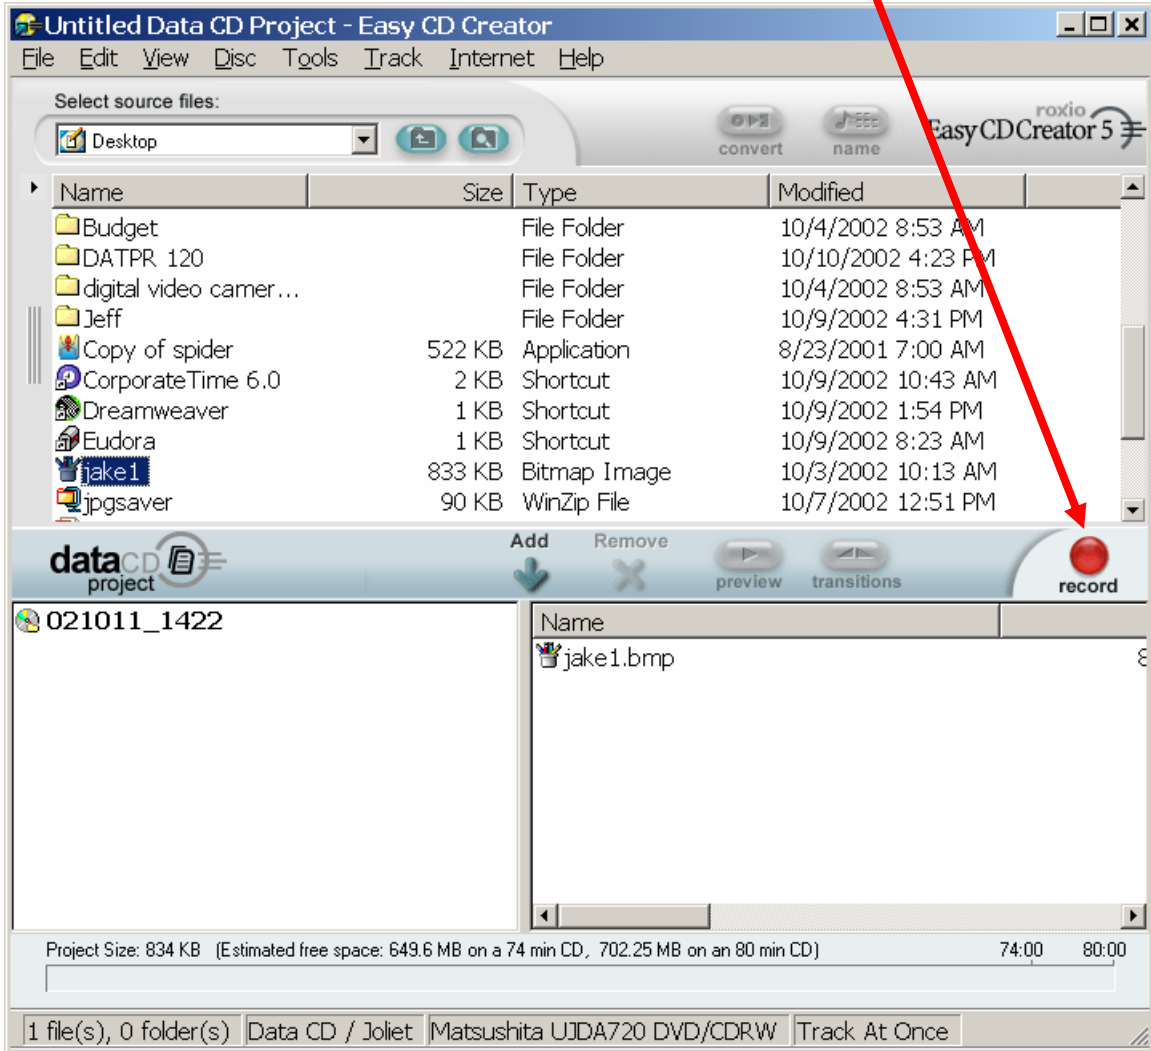 Untitled Data CD Project - Easy CD Creator
File Edit View Disc Tools Track Internet Help
Select source files:
Desktop
convert name
roxio
Easy CD Creator 5
Name Size Type Modified
Budget File Folder 10/4/2002 8:53 AM
DATPR 120 File Folder 10/10/2002 4:23 PM
digital video camer... File Folder 10/4/2002 8:53 AM
Jeff File Folder 10/9/2002 4:31 PM
Copy of spider 522 KB Application 8/23/2001 7:00 AM
CorporateTime 6.0 2 KB Shortcut 10/9/2002 10:43 AM
Dreamweaver 1 KB Shortcut 10/9/2002 1:54 PM
Eudora 1 KB Shortcut 10/9/2002 8:23 AM
jake1 833 KB Bitmap Image 10/3/2002 10:13 AM
jpgsaver 90 KB WinZip File 10/7/2002 12:51 PM
datacd project
Add Remove
preview transitions
record
021011_1422
Name
jake1.bmp 8
Project Size: 834 KB (Estimated free space: 649.6 MB on a 74 min CD, 702.25 MB on an 80 min CD) 74:00 80:00
1 file(s), 0 folder(s) Data CD / Joliet Matsushita UJDA720 DVD/CDRW Track At Once